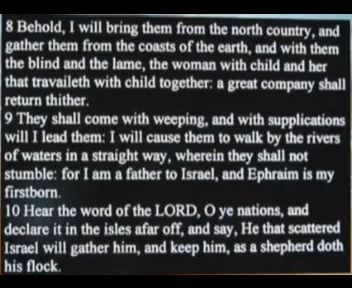 8 Behold, I will bring them from the north country, and
gather them from the coasts of the earth, and with them
the blind and the lame, the woman with child and her
that travaileth with child together: a great company shall
return thither.
9 They shall come with weeping, and with supplications
will I lead them: I will cause them to walk by the rivers
of waters in a straight way, wherein they shall not
stumble: for I am a father to Israel, and Ephraim is my
firstborn.
10 Hear the word of the LORD, O ye nations, and
declare it in the isles afar off, and say, He that scattered
Israel will gather him, and keep him, as a shepherd doth
his flock.